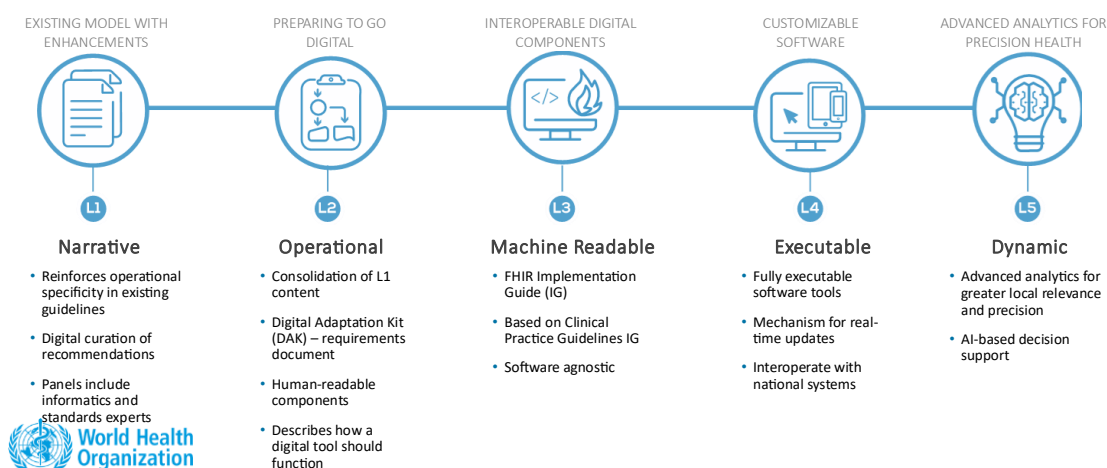 EXISTING MODEL WITH
ENHANCEMENTS
PREPARING TO GO
DIGITAL
INTEROPERABLE DIGITAL
COMPONENTS
CUSTOMIZABLE
SOFTWARE
ADVANCED ANALYTICS FOR
PRECISION HEALTH
</>
L1
L2
L3
L4
L5
Narrative
• Reinforces operational
specificity in existing
guidelines
• Digital curation of
recommendations
• Panels include
informatics and
standards experts
Operational
• Consolidation of L1
content
• Digital Adaptation Kit
(DAK) – requirements
document
• Human-readable
components
• Describes how a
digital tool should
function
Machine Readable
• FHIR Implementation
Guide (IG)
• Based on Clinical
Practice Guidelines IG
• Software agnostic
Executable
• Fully executable
software tools
• Mechanism for real-
time updates
• Interoperate with
national systems
Dynamic
• Advanced analytics for
greater local relevance
and precision
• AI-based decision
support
World Health
Organization